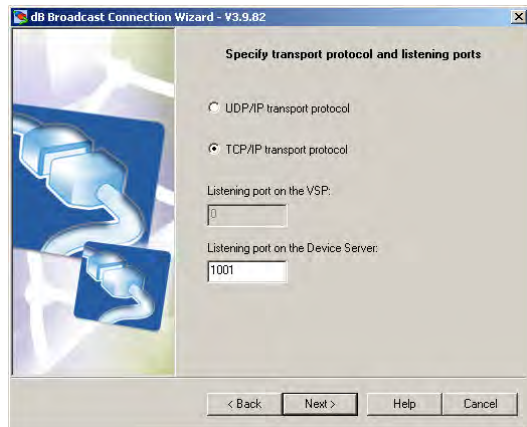 dB Broadcast Connection Wizard - V3.9.82
Specify transport protocol and listening ports
UDP/IP transport protocol
TCP/IP transport protocol
Listening port on the VSP:
0
Listening port on the Device Server:
1001
< Back Next > Help Cancel